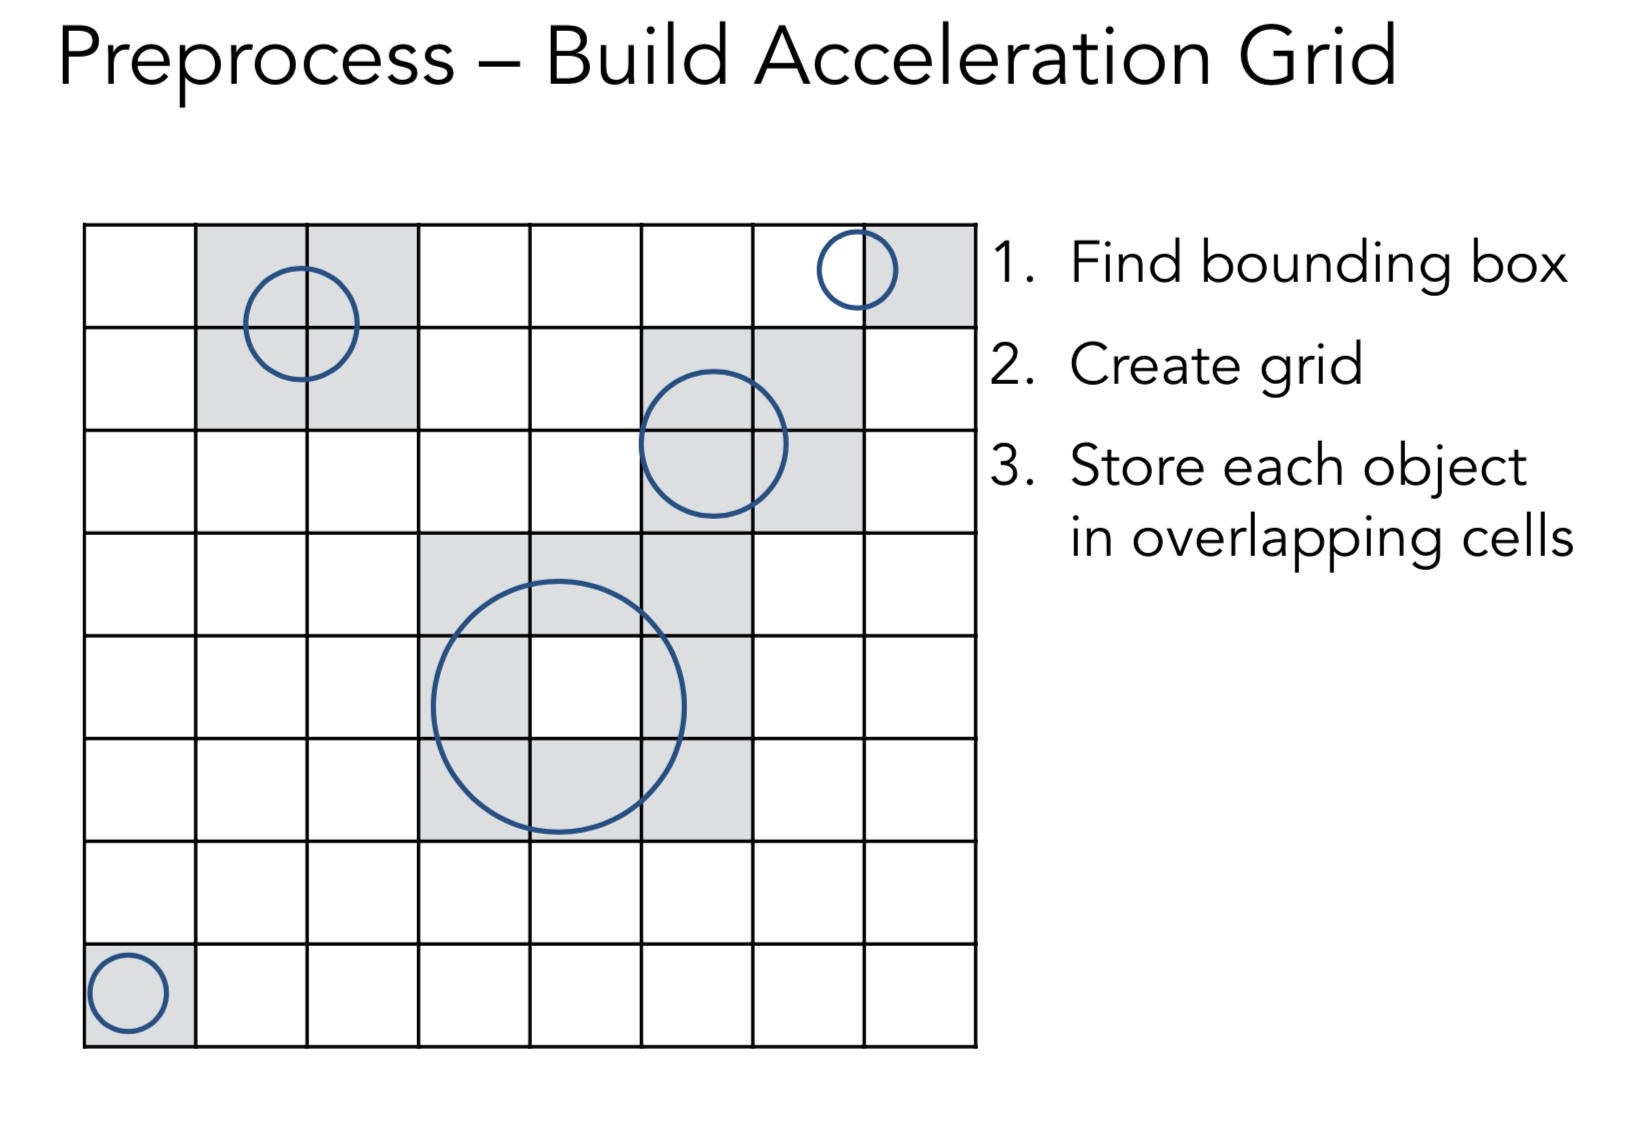 Preprocess – Build Acceleration Grid
1. Find bounding box
2. Create grid
3. Store each object
in overlapping cells